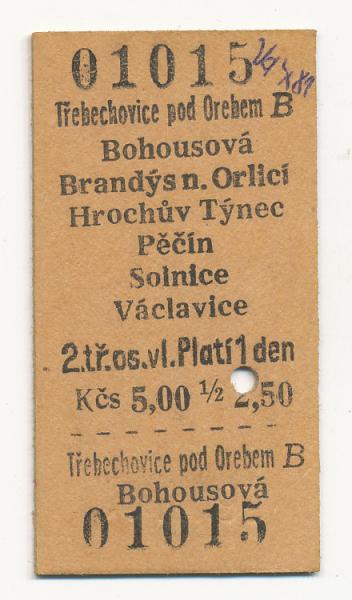 01015
Třebechovice pod Orebem B
Bohousová
Brandýs n. Orlicí
Hrochův Týnec
Pěčín
Solnice
Václavice
2.tř.os.vl.Platí 1 den
Kčs 5,00 ½ 2,50
Třebechovice pod Orebem B
Bohousová
01015